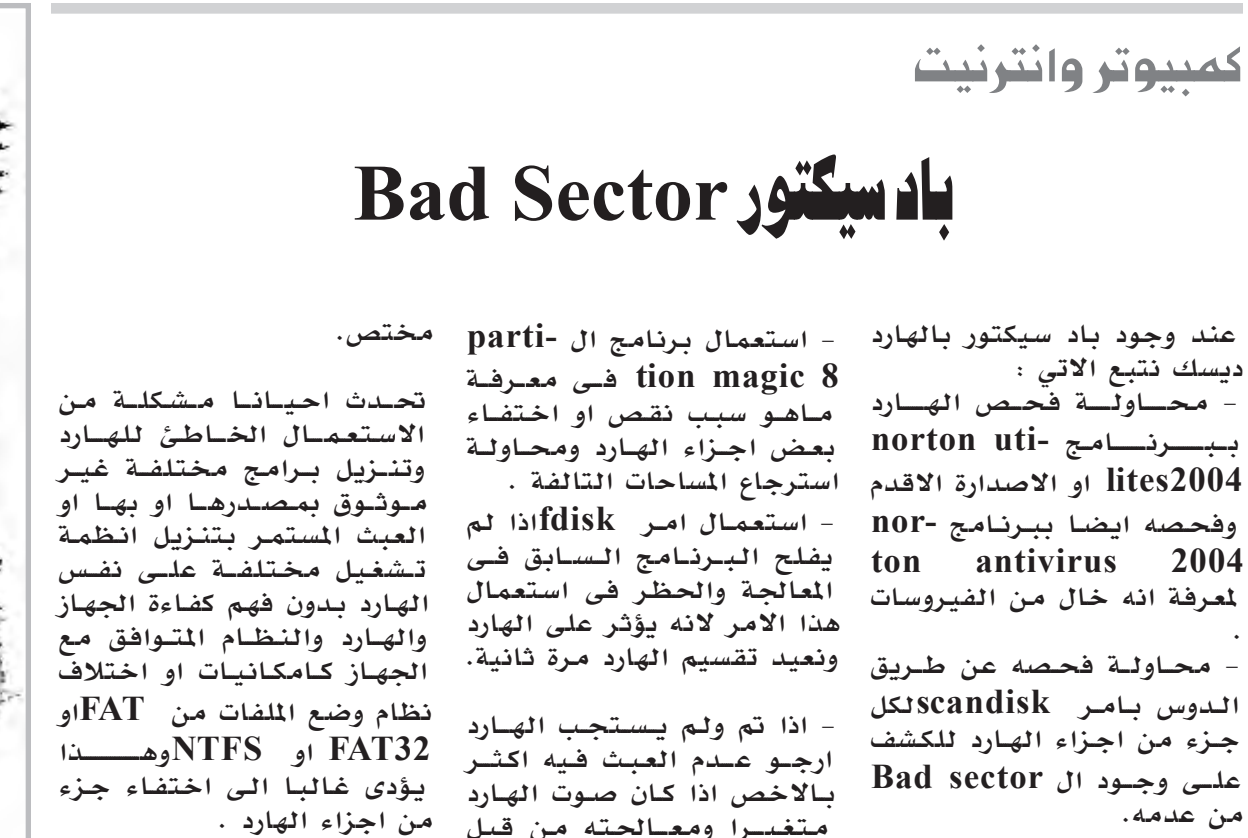 كمبيوتر وانترنيت
باد سيكتور Bad Sector
عند وجود باد سيكتور بالهارد
ديسك نتبع الاتي :
- محاولة فحص الهارد
ببرنامج norton uti-
lites2004 او الاصدارة الاقدم
وفحصه ايضا ببرنامج nor-
ton antivirus 2004
لمعرفة انه خال من الفيروسات
.
- محاولة فحصه عن طريق
الدوس بامر scandisk لكل
جزء من اجزاء الهارد للكشف
على وجود ال Bad sector
من عدمه.
- استعمال برنامج ال parti-
tion magic 8 فى معرفة
ماهو سبب نقص او اختفاء
بعض اجزاء الهارد ومحاولة
استرجاع المساحات التالفة .
- استعمال امر fdisk اذا لم
يفلح البرنامج السابق فى
المعالجة والحظر فى استعمال
هذا الامر لانه يؤثر على الهارد
ونعيد تقسيم الهارد مرة ثانية.
- اذا تم ولم يستجب الهارد
ارجو عدم العبث فيه اكثر
بالاخص اذا كان صوت الهارد
متغيرا ومعالجته من قبل
مختص.
تحدث احيانا مشكلة من
الاستعمال الخاطئ للهارد
وتنزيل برامج مختلفة غير
موثوق بمصدرها او بها او
العبث المستمر بتنزيل انظمة
تشغيل مختلفة على نفس
الهارد بدون فهم كفاءة الجهاز
والهارد والنظام المتوافق مع
الجهاز كامكانيات او اختلاف
نظام وضع الملفات من FAT او
FAT32 او NTFS وهذا
يؤدى غالبا الى اختفاء جزء
من اجزاء الهارد .